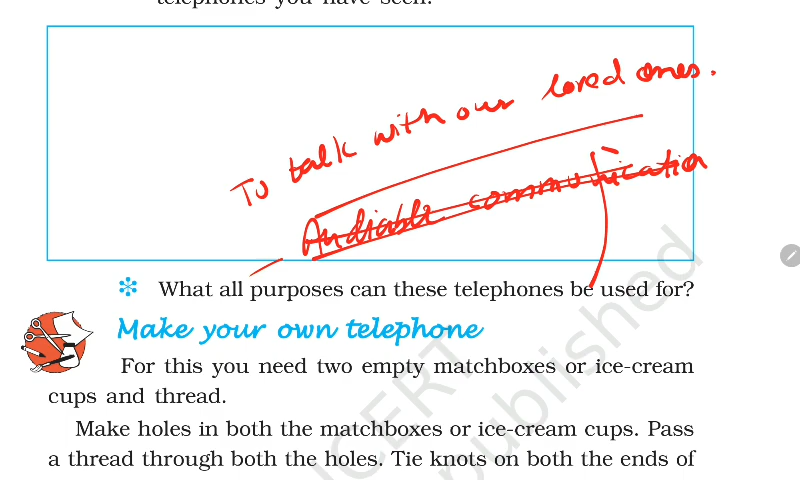 telephones you have seen.
To talk with our loved ones.
Audiable communication
What all purposes can these telephones be used for?
Make your own telephone
For this you need two empty matchboxes or ice-cream
cups and thread.
Make holes in both the matchboxes or ice-cream cups. Pass
a thread through both the holes. Tie knots on both the ends of
NCERT
published